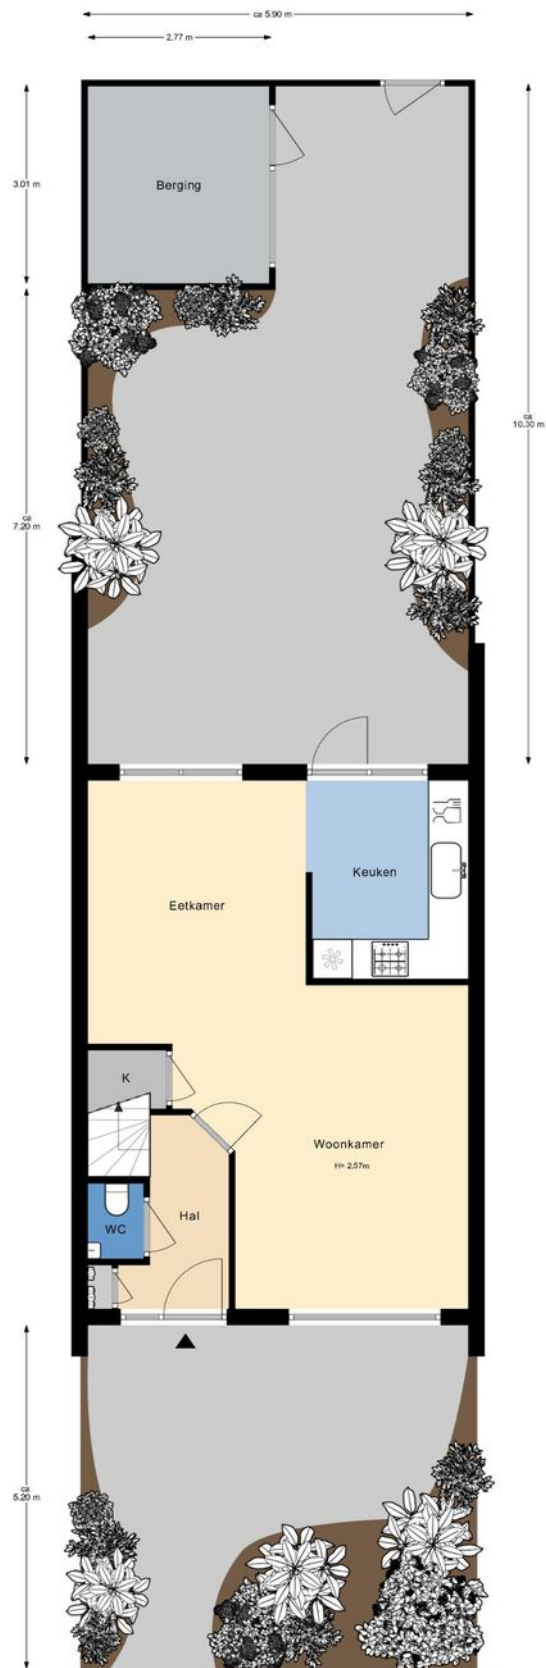 ca 5.90 m
2.77 m
3.01 m
Berging
ca
10.30 m
ca
7.20 m
Keuken
Eetkamer
K
Woonkamer
H= 2,57m
Hal
WC
ca
5.20 m